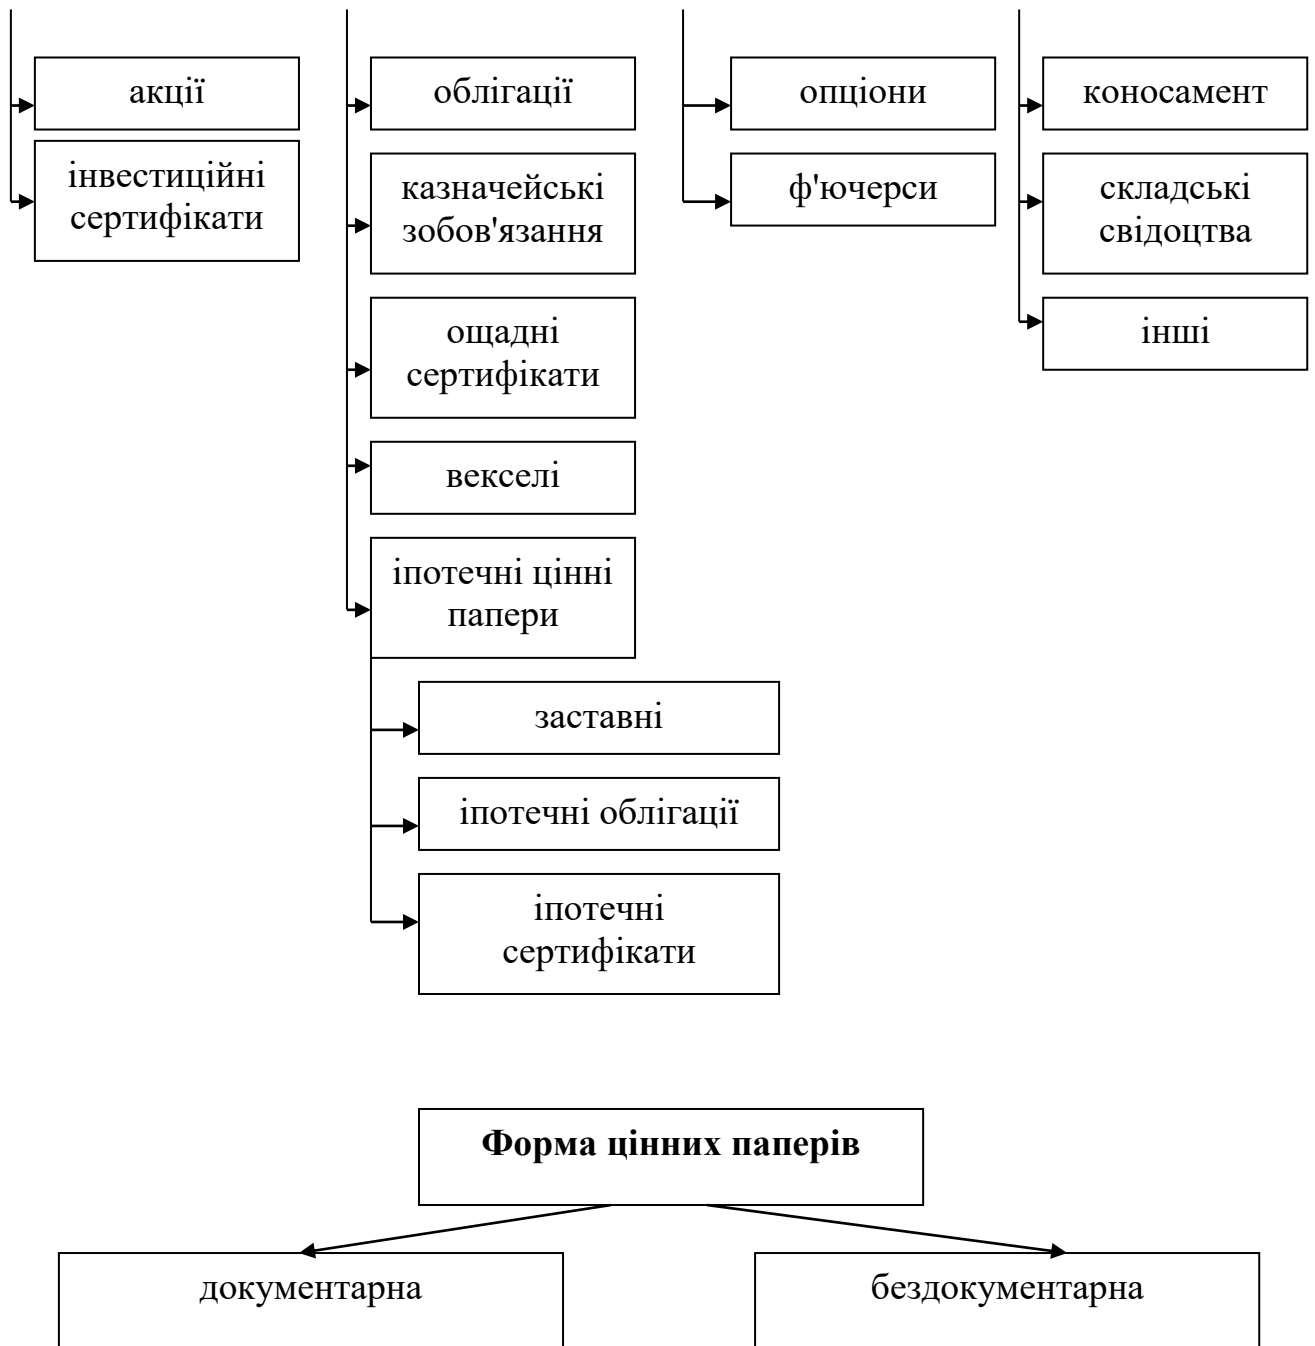 акції
інвестиційні
сертифікати
облігації
казначейські
зобов'язання
ощадні
сертифікати
векселі
іпотечні цінні
папери
заставні
іпотечні облігації
іпотечні
сертифікати
опціони
ф'ючерси
коносамент
складські
свідоцтва
інші
Форма цінних паперів
документарна
бездокументарна